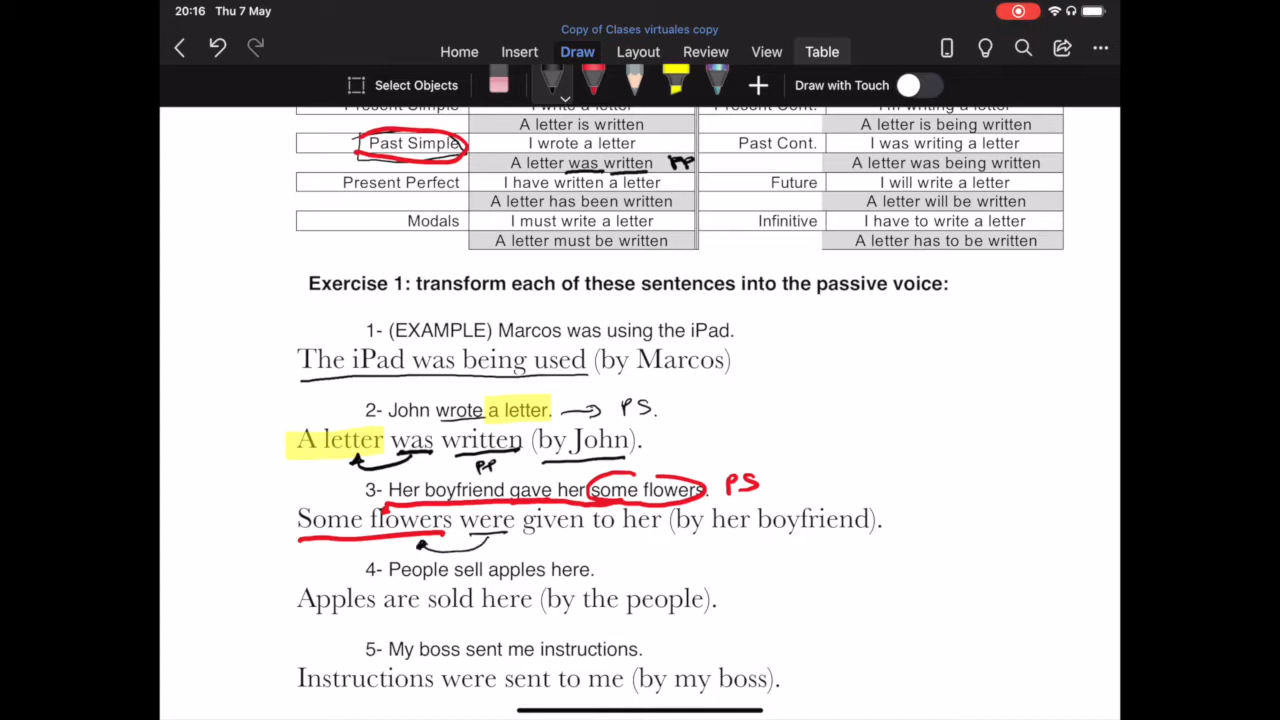 20:16 Thu 7 May
Copy of Clases virtuales copy
Home Insert Draw Layout Review View Table
Select Objects Draw with Touch
Present Simple I wrote a letter Present Cont. I'm writing a letter
A letter is written A letter is being written
Past Simple I wrote a letter Past Cont. I was writing a letter
A letter was written PP A letter was being written
Present Perfect I have written a letter Future I will write a letter
A letter has been written A letter will be written
Modals I must write a letter Infinitive I have to write a letter
A letter must be written A letter has to be written
Exercise 1: transform each of these sentences into the passive voice:
1- (EXAMPLE) Marcos was using the iPad.
The iPad was being used (by Marcos)
2- John wrote a letter. → PS.
A letter was written (by John).
PP
3- Her boyfriend gave her some flowers. PS
Some flowers were given to her (by her boyfriend).
4- People sell apples here.
Apples are sold here (by the people).
5- My boss sent me instructions.
Instructions were sent to me (by my boss).